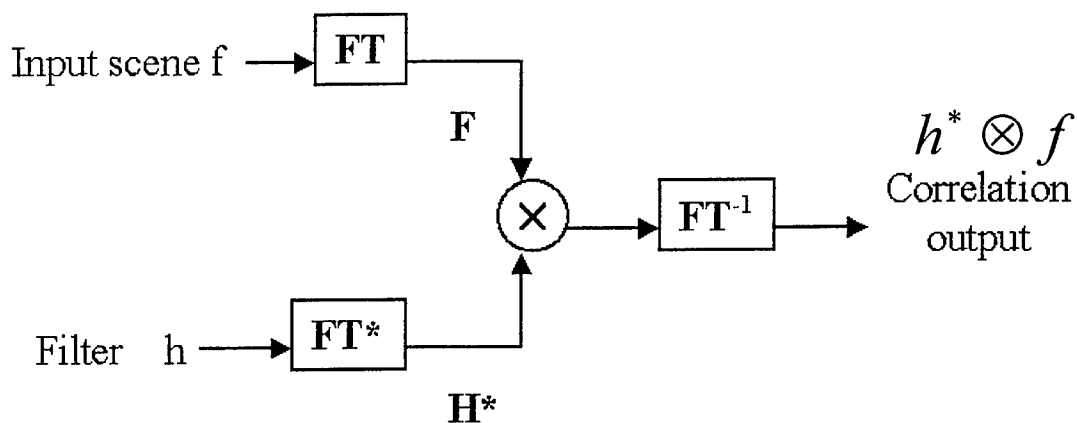 Input scene f
FT
F
×
FT⁻¹
h* ⊗ f
Correlation
output
Filter h
FT*
H*